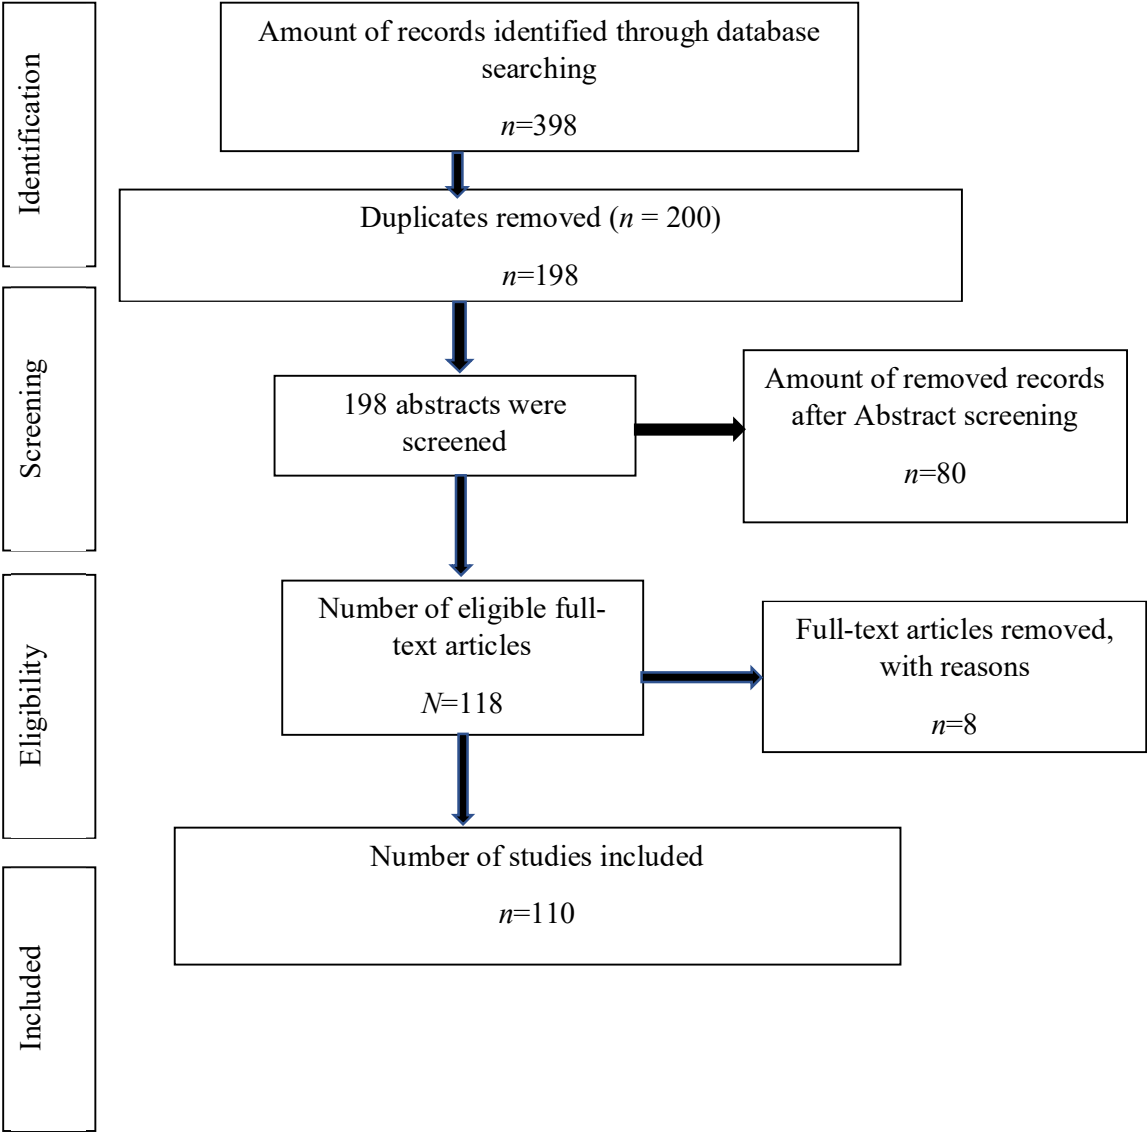 Identification
Amount of records identified through database
searching
n=398
Duplicates removed (n = 200)
n=198
Screening
198 abstracts were
screened
Amount of removed records
after Abstract screening
n=80
Eligibility
Number of eligible full-
text articles
N=118
Full-text articles removed,
with reasons
n=8
Included
Number of studies included
n=110